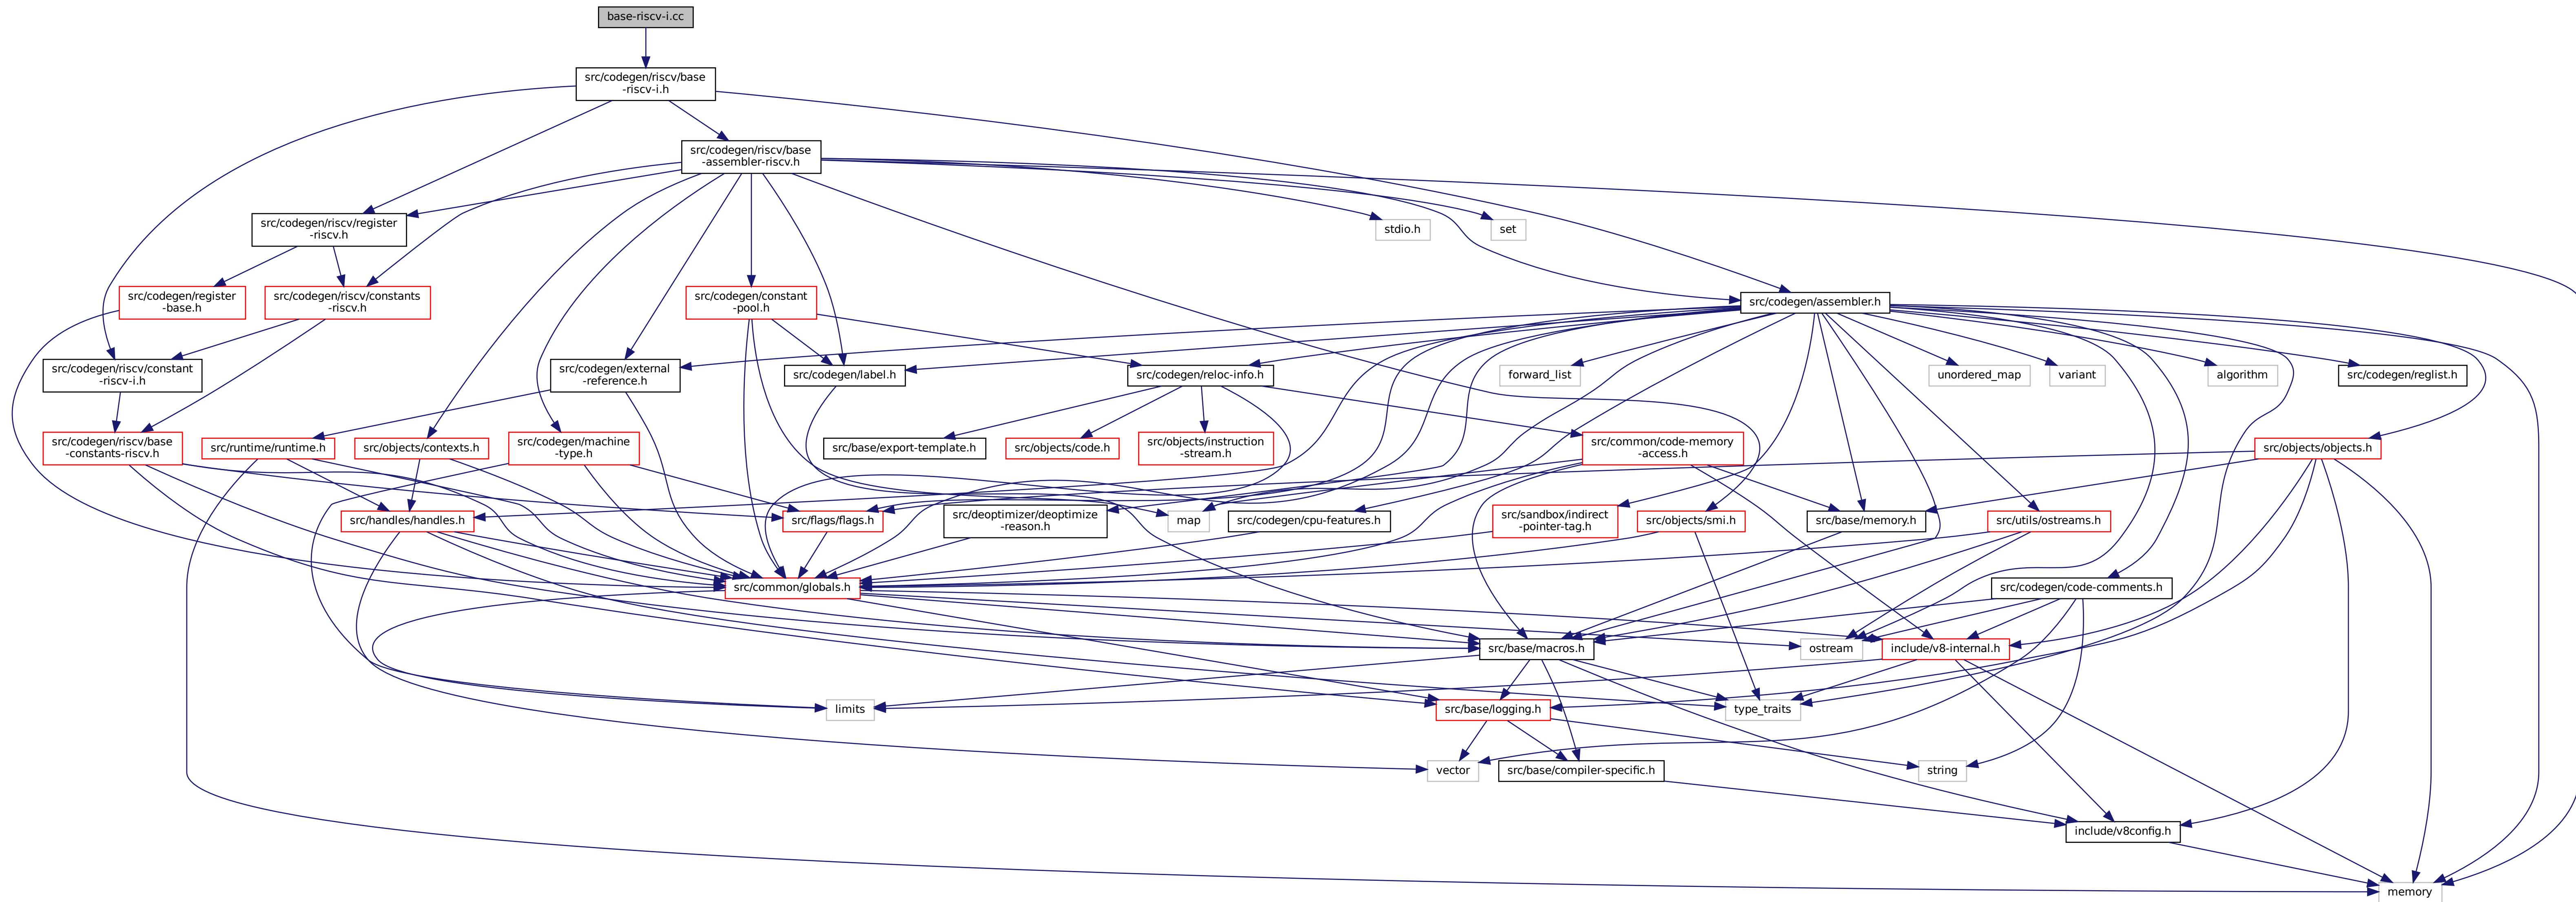 base-riscv-i.cc
src/codegen/riscv/base
-riscv-i.h
src/codegen/riscv/base
-assembler-riscv.h
src/codegen/riscv/register
-riscv.h
stdio.h
set
src/codegen/register
-base.h
src/codegen/riscv/constants
-riscv.h
src/codegen/constant
-pool.h
src/codegen/assembler.h
src/codegen/riscv/constant
-riscv-i.h
src/codegen/external
-reference.h
src/codegen/label.h
src/codegen/reloc-info.h
forward_list
unordered_map
variant
algorithm
src/codegen/reglist.h
src/codegen/riscv/base
-constants-riscv.h
src/runtime/runtime.h
src/objects/contexts.h
src/codegen/machine
-type.h
src/base/export-template.h
src/objects/code.h
src/objects/instruction
-stream.h
src/common/code-memory
-access.h
src/objects/objects.h
src/handles/handles.h
src/flags/flags.h
src/deoptimizer/deoptimize
-reason.h
map
src/codegen/cpu-features.h
src/sandbox/indirect
-pointer-tag.h
src/objects/smi.h
src/base/memory.h
src/utils/ostreams.h
src/common/globals.h
src/codegen/code-comments.h
src/base/macros.h
ostream
include/v8-internal.h
limits
src/base/logging.h
type_traits
vector
src/base/compiler-specific.h
string
include/v8config.h
memory